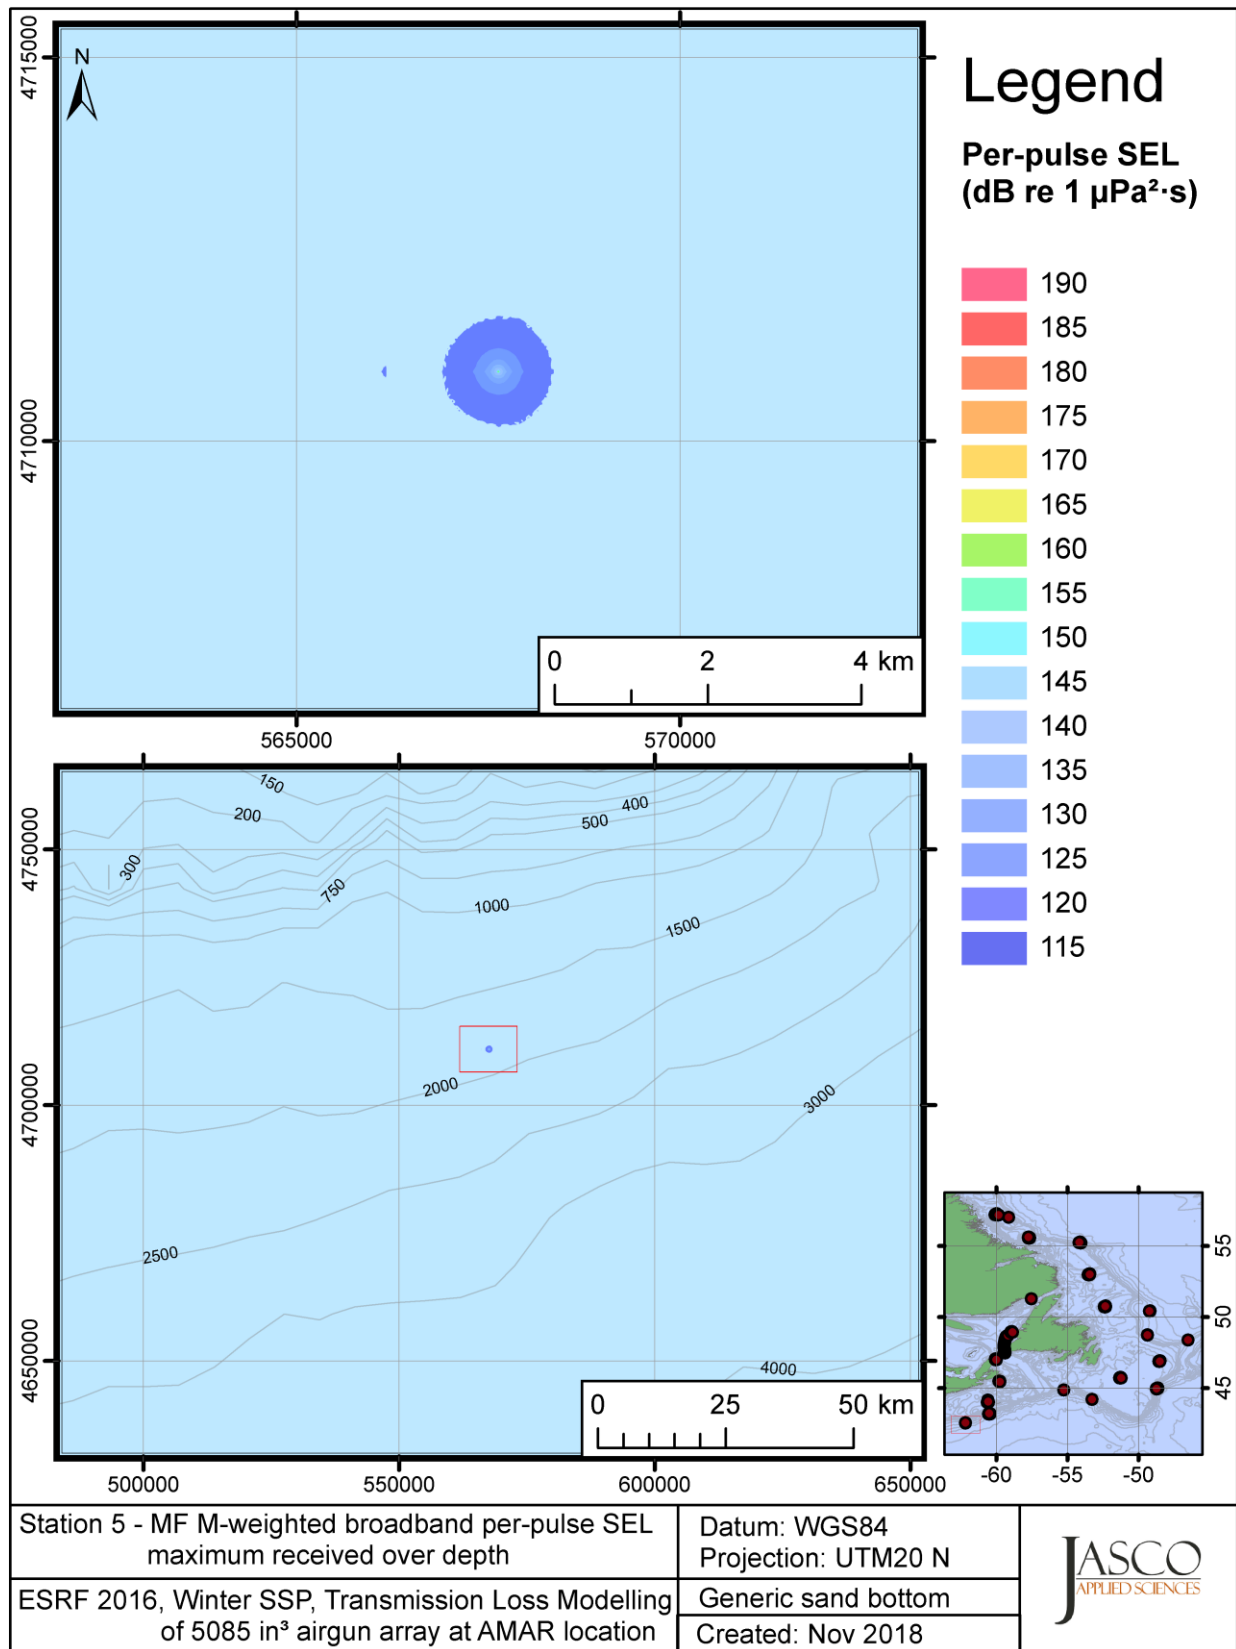 4715000
N
4710000
0 2 4 km
565000 570000
Legend
Per-pulse SEL
(dB re 1 µPa²·s)
190
185
180
175
170
165
160
155
150
145
140
135
130
125
120
115
150
200
400
500
300
750
1000
1500
2000
3000
2500
4000
4750000
4700000
4650000
0 25 50 km
500000 550000 600000 650000
55
50
45
-60 -55 -50
Station 5 - MF M-weighted broadband per-pulse SEL
maximum received over depth
Datum: WGS84
Projection: UTM20 N
ESRF 2016, Winter SSP, Transmission Loss Modelling
of 5085 in³ airgun array at AMAR location
Generic sand bottom
Created: Nov 2018
JASCO
APPLIED SCIENCES